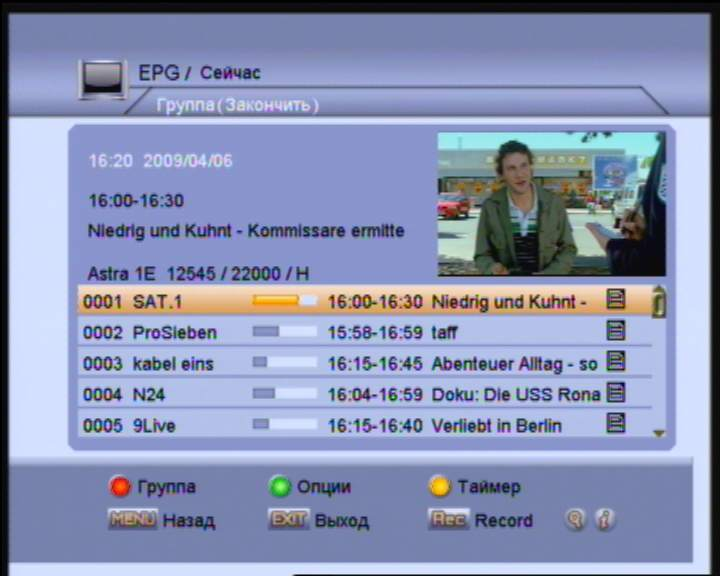 EPG / Сейчас
Группа(Закончить)
16:20 2009/04/06
16:00-16:30
Niedrig und Kuhnt - Kommissare ermitte
Astra 1E 12545 / 22000 / H
0001 SAT.1 16:00-16:30 Niedrig und Kuhnt -
0002 ProSieben 15:58-16:59 taff
0003 kabel eins 16:15-16:45 Abenteuer Alltag - so
0004 N24 16:04-16:59 Doku: Die USS Rona
0005 9Live 16:15-16:40 Verliebt in Berlin
Группа Опции Таймер
MENU Назад EXIT Выход Rec Record